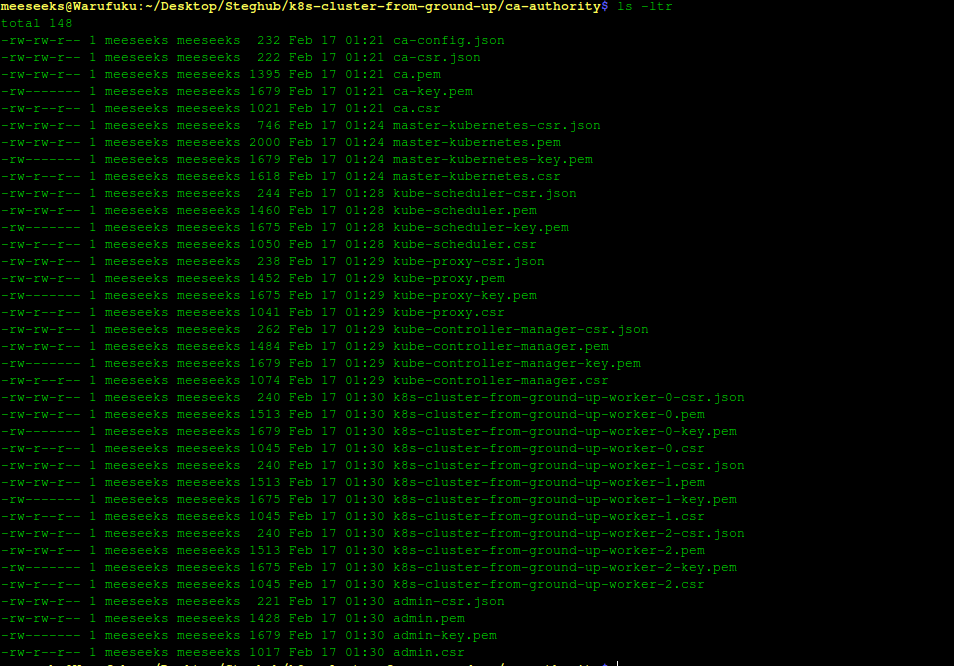 meeseeks@Warufuku:~/Desktop/Steghub/k8s-cluster-from-ground-up/ca-authority$ ls -ltr
total 148
-rw-rw-r-- 1 meeseeks meeseeks  232 Feb 17 01:21 ca-config.json
-rw-rw-r-- 1 meeseeks meeseeks  222 Feb 17 01:21 ca-csr.json
-rw-rw-r-- 1 meeseeks meeseeks 1395 Feb 17 01:21 ca.pem
-rw------- 1 meeseeks meeseeks 1679 Feb 17 01:21 ca-key.pem
-rw-r--r-- 1 meeseeks meeseeks 1021 Feb 17 01:21 ca.csr
-rw-rw-r-- 1 meeseeks meeseeks  746 Feb 17 01:24 master-kubernetes-csr.json
-rw-rw-r-- 1 meeseeks meeseeks 2000 Feb 17 01:24 master-kubernetes.pem
-rw------- 1 meeseeks meeseeks 1679 Feb 17 01:24 master-kubernetes-key.pem
-rw-r--r-- 1 meeseeks meeseeks 1618 Feb 17 01:24 master-kubernetes.csr
-rw-rw-r-- 1 meeseeks meeseeks  244 Feb 17 01:28 kube-scheduler-csr.json
-rw-rw-r-- 1 meeseeks meeseeks 1460 Feb 17 01:28 kube-scheduler.pem
-rw------- 1 meeseeks meeseeks 1675 Feb 17 01:28 kube-scheduler-key.pem
-rw-r--r-- 1 meeseeks meeseeks 1050 Feb 17 01:28 kube-scheduler.csr
-rw-rw-r-- 1 meeseeks meeseeks  238 Feb 17 01:29 kube-proxy-csr.json
-rw-rw-r-- 1 meeseeks meeseeks 1452 Feb 17 01:29 kube-proxy.pem
-rw------- 1 meeseeks meeseeks 1675 Feb 17 01:29 kube-proxy-key.pem
-rw-r--r-- 1 meeseeks meeseeks 1041 Feb 17 01:29 kube-proxy.csr
-rw-rw-r-- 1 meeseeks meeseeks  262 Feb 17 01:29 kube-controller-manager-csr.json
-rw-rw-r-- 1 meeseeks meeseeks 1484 Feb 17 01:29 kube-controller-manager.pem
-rw------- 1 meeseeks meeseeks 1679 Feb 17 01:29 kube-controller-manager-key.pem
-rw-r--r-- 1 meeseeks meeseeks 1074 Feb 17 01:29 kube-controller-manager.csr
-rw-rw-r-- 1 meeseeks meeseeks  240 Feb 17 01:30 k8s-cluster-from-ground-up-worker-0-csr.json
-rw-rw-r-- 1 meeseeks meeseeks 1513 Feb 17 01:30 k8s-cluster-from-ground-up-worker-0.pem
-rw------- 1 meeseeks meeseeks 1679 Feb 17 01:30 k8s-cluster-from-ground-up-worker-0-key.pem
-rw-r--r-- 1 meeseeks meeseeks 1045 Feb 17 01:30 k8s-cluster-from-ground-up-worker-0.csr
-rw-rw-r-- 1 meeseeks meeseeks  240 Feb 17 01:30 k8s-cluster-from-ground-up-worker-1-csr.json
-rw-rw-r-- 1 meeseeks meeseeks 1513 Feb 17 01:30 k8s-cluster-from-ground-up-worker-1.pem
-rw------- 1 meeseeks meeseeks 1675 Feb 17 01:30 k8s-cluster-from-ground-up-worker-1-key.pem
-rw-r--r-- 1 meeseeks meeseeks 1045 Feb 17 01:30 k8s-cluster-from-ground-up-worker-1.csr
-rw-rw-r-- 1 meeseeks meeseeks  240 Feb 17 01:30 k8s-cluster-from-ground-up-worker-2-csr.json
-rw-rw-r-- 1 meeseeks meeseeks 1513 Feb 17 01:30 k8s-cluster-from-ground-up-worker-2.pem
-rw------- 1 meeseeks meeseeks 1675 Feb 17 01:30 k8s-cluster-from-ground-up-worker-2-key.pem
-rw-r--r-- 1 meeseeks meeseeks 1045 Feb 17 01:30 k8s-cluster-from-ground-up-worker-2.csr
-rw-rw-r-- 1 meeseeks meeseeks  221 Feb 17 01:30 admin-csr.json
-rw-rw-r-- 1 meeseeks meeseeks 1428 Feb 17 01:30 admin.pem
-rw------- 1 meeseeks meeseeks 1679 Feb 17 01:30 admin-key.pem
-rw-r--r-- 1 meeseeks meeseeks 1017 Feb 17 01:30 admin.csr